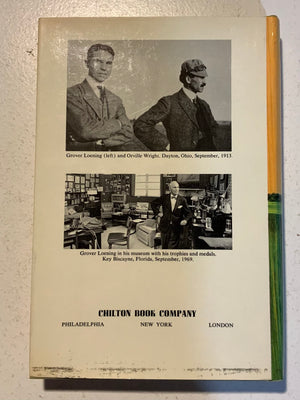 Grover Loening (left) and Orville Wright. Dayton, Ohio, September, 1913.
Grover Loening in his museum with his trophies and medals.
Key Biscayne, Florida, September, 1969.
CHILTON BOOK COMPANY
PHILADELPHIA NEW YORK LONDON